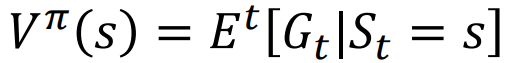 V^π(s) = E^t[G_t|S_t = s]